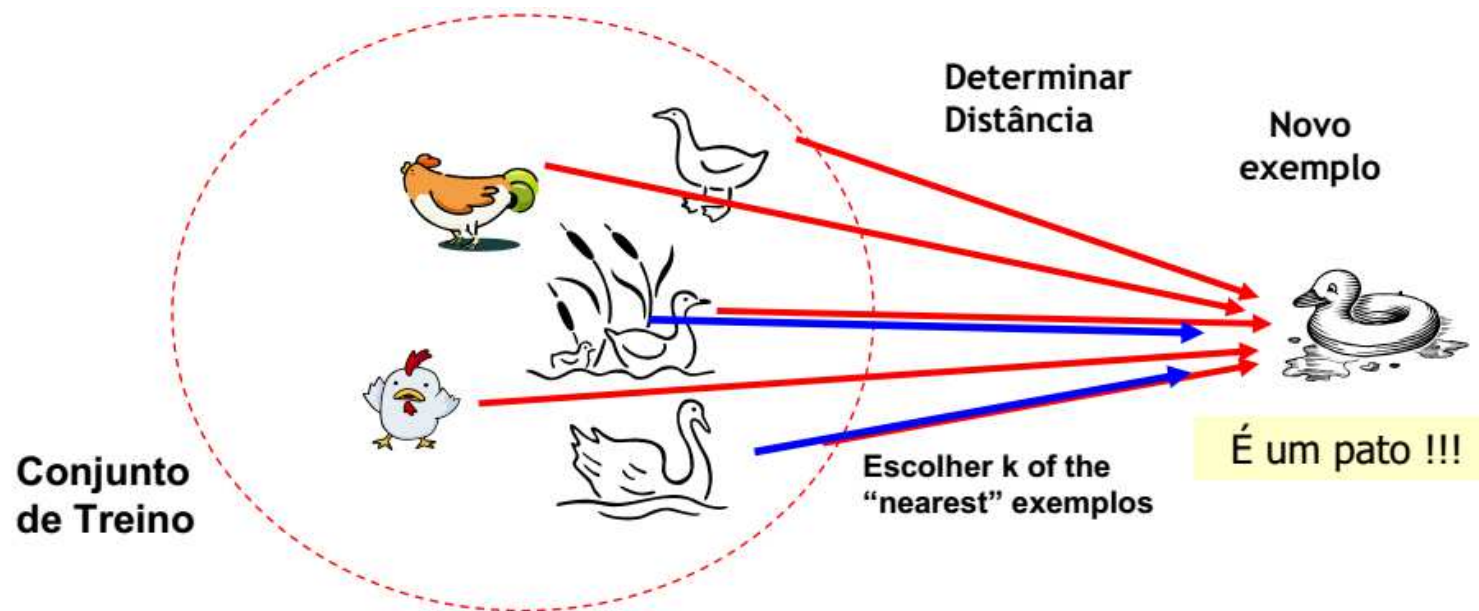 Determinar
Distância
Novo
exemplo
Conjunto
de Treino
Escolher k of the
“nearest” exemplos
É um pato !!!